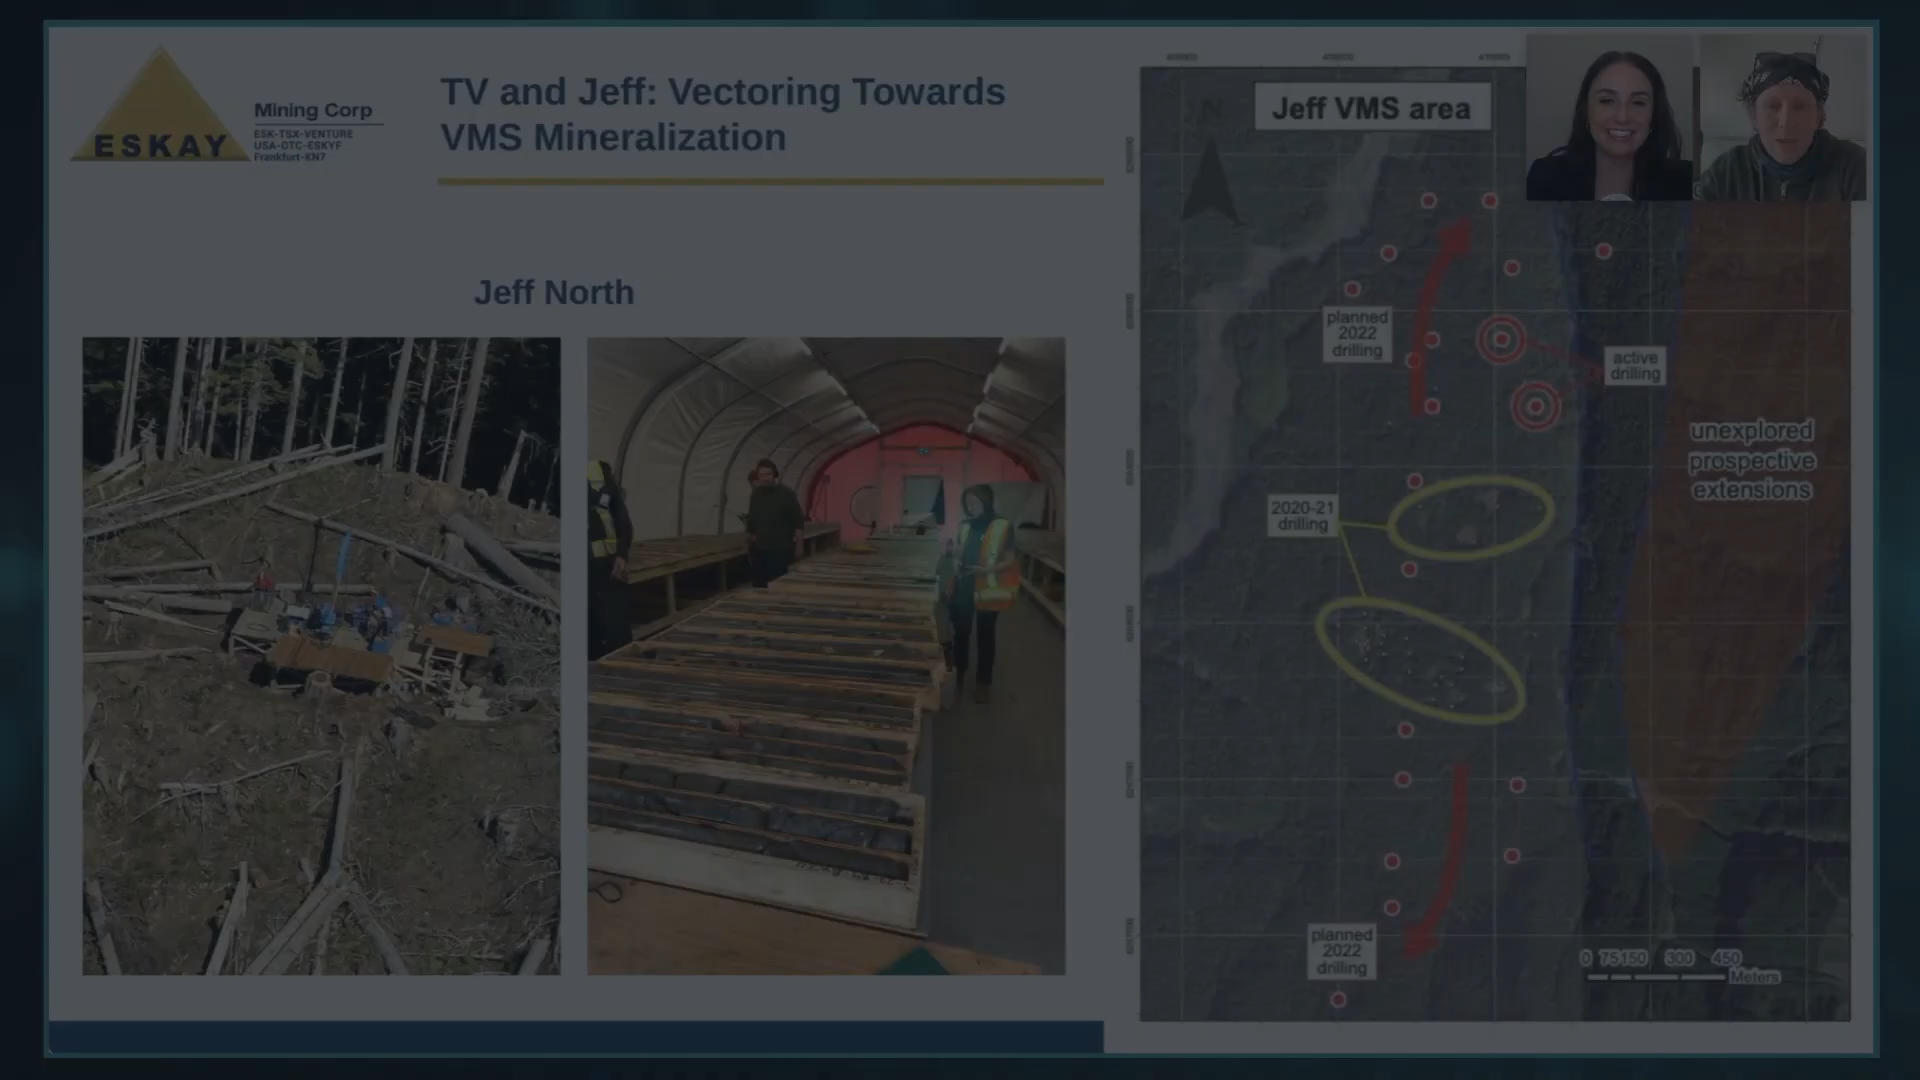 ESKAY
Mining Corp
ESK-TSX-VENTURE
USA-OTC-ESKYF
Frankfurt-KN7
TV and Jeff: Vectoring Towards
VMS Mineralization
Jeff North
Jeff VMS area
planned
2022
drilling
active
drilling
unexplored
prospective
extensions
2020-21
drilling
planned
2022
drilling
0 75150 300 450
Meters